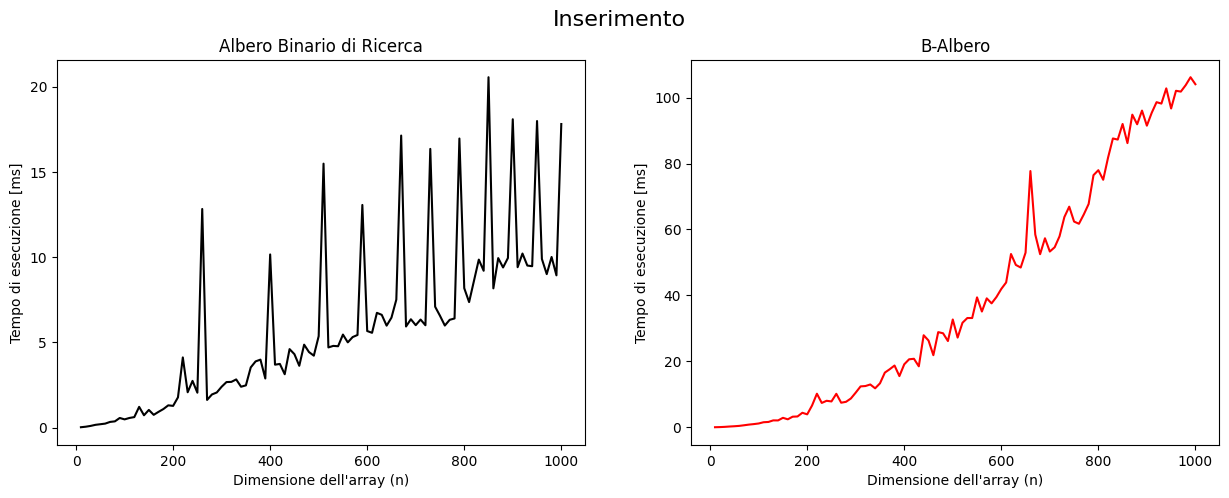 Inserimento
Albero Binario di Ricerca
Tempo di esecuzione [ms]
20
15
10
5
0
0 200 400 600 800 1000
Dimensione dell'array (n)
B-Albero
Tempo di esecuzione [ms]
100
80
60
40
20
0
0 200 400 600 800 1000
Dimensione dell'array (n)